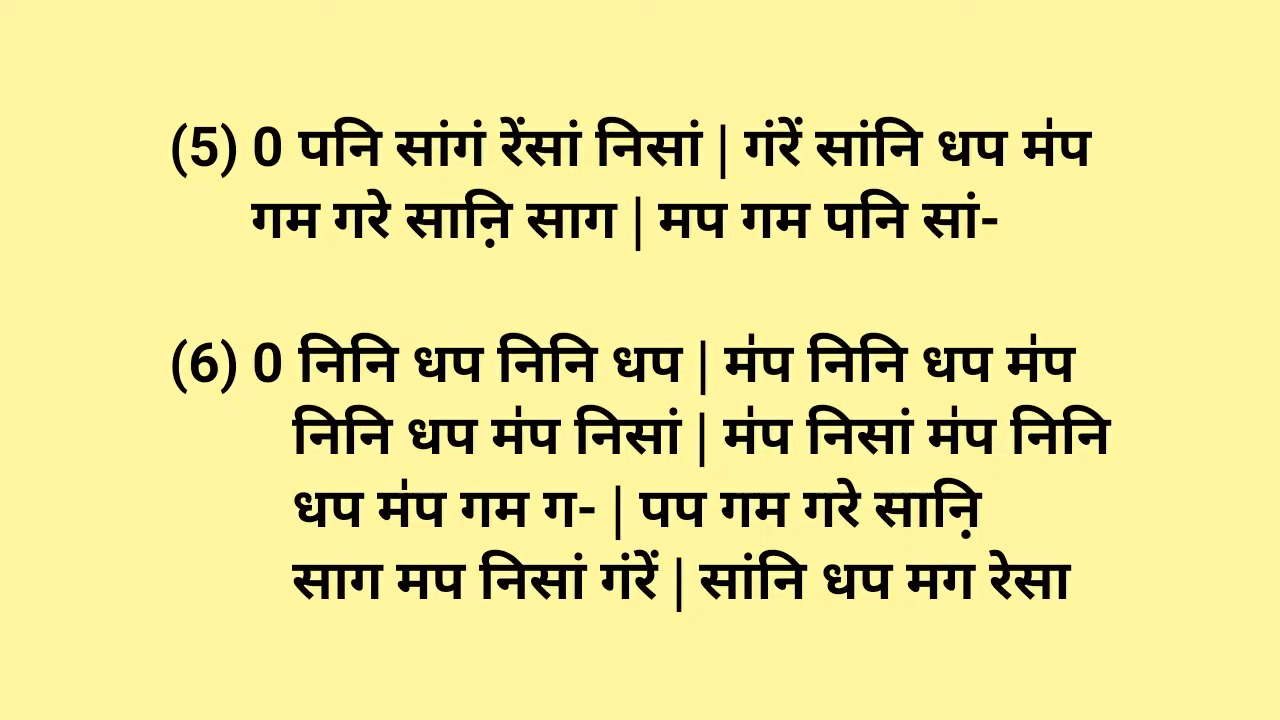 (5) 0 पनि सांगं रेंसां निसां | गंरें सांनि धप म॑प
गम गरे साऩि साग | मप गम पनि सां-
(6) 0 निनि धप निनि धप | म॑प निनि धप म॑प
निनि धप म॑प निसां | म॑प निसां म॑प निनि
धप म॑प गम ग- | पप गम गरे साऩि
साग मप निसां गंरें | सांनि धप मग रेसा